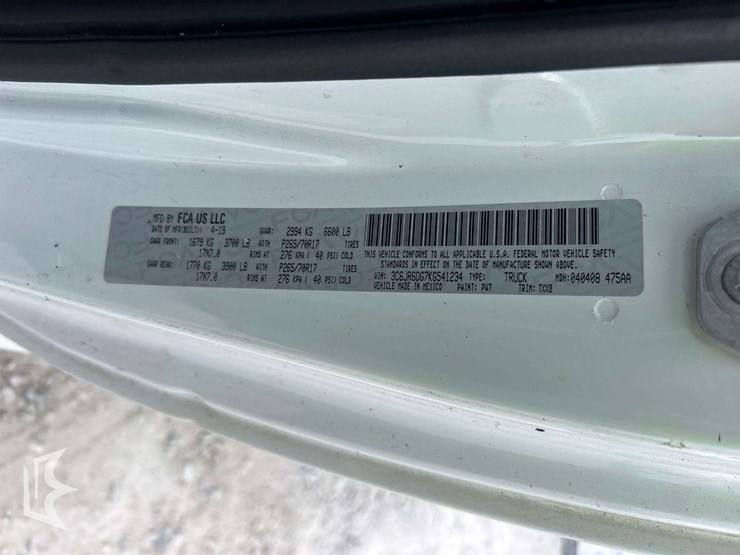 MFD BY FCA US LLC
DATE OF MFR(BUILT): 4-19 GVWR: 2994 KG 6600 LB
GAWR FRONT: 1679 KG 3700 LB WITH P265/70R17 TIRES
17X7.0 RIMS AT 276 KPA ( 40 PSI) COLD
GAWR REAR: 1770 KG 3900 LB WITH P265/70R17 TIRES
17X7.0 RIMS AT 276 KPA ( 40 PSI) COLD
THIS VEHICLE CONFORMS TO ALL APPLICABLE U.S.A. FEDERAL MOTOR VEHICLE SAFETY
STANDARDS IN EFFECT ON THE DATE OF MANUFACTURE SHOWN ABOVE.
VIN: 3C6JR6DG7KG541234 TYPE: TRUCK MDH: 040408 475AA
VEHICLE MADE IN MEXICO PAINT: PW7 TRIM: TXX8